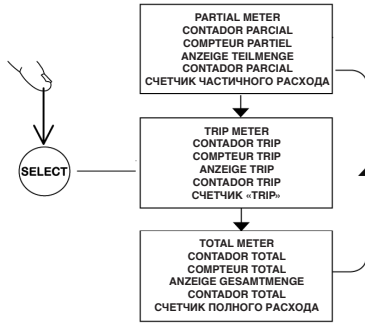 PARTIAL METER
CONTADOR PARCIAL
COMPTEUR PARTIEL
ANZEIGE TEILMENGE
CONTADOR PARCIAL
СЧЕТЧИК ЧАСТИЧНОГО РАСХОДА
SELECT
TRIP METER
CONTADOR TRIP
COMPTEUR TRIP
ANZEIGE TRIP
CONTADOR TRIP
СЧЕТЧИК «TRIP»
TOTAL METER
CONTADOR TOTAL
COMPTEUR TOTAL
ANZEIGE GESAMTMENGE
CONTADOR TOTAL
СЧЕТЧИК ПОЛНОГО РАСХОДА